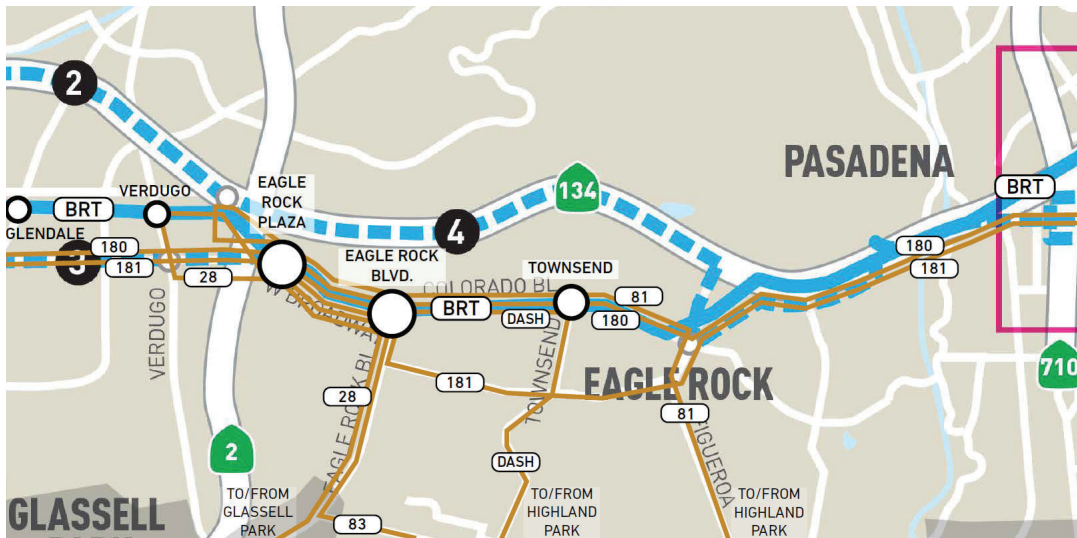 2
134
PASADENA
VERDUGO
EAGLE
ROCK
PLAZA
BRT
BRT
GLENDALE
180
3
181
28
4
EAGLE ROCK
BLVD.
TOWNSEND
COLORADO BL
81
180
181
W BROADWAY
BRT
DASH
180
VERDUGO
EAGLE ROCK BL
TOWNSEND
EAGLE ROCK
710
181
28
81
FIGUEROA
2
DASH
GLASSELL
TO/FROM
GLASSELL
PARK
83
TO/FROM
HIGHLAND
PARK
TO/FROM
HIGHLAND
PARK